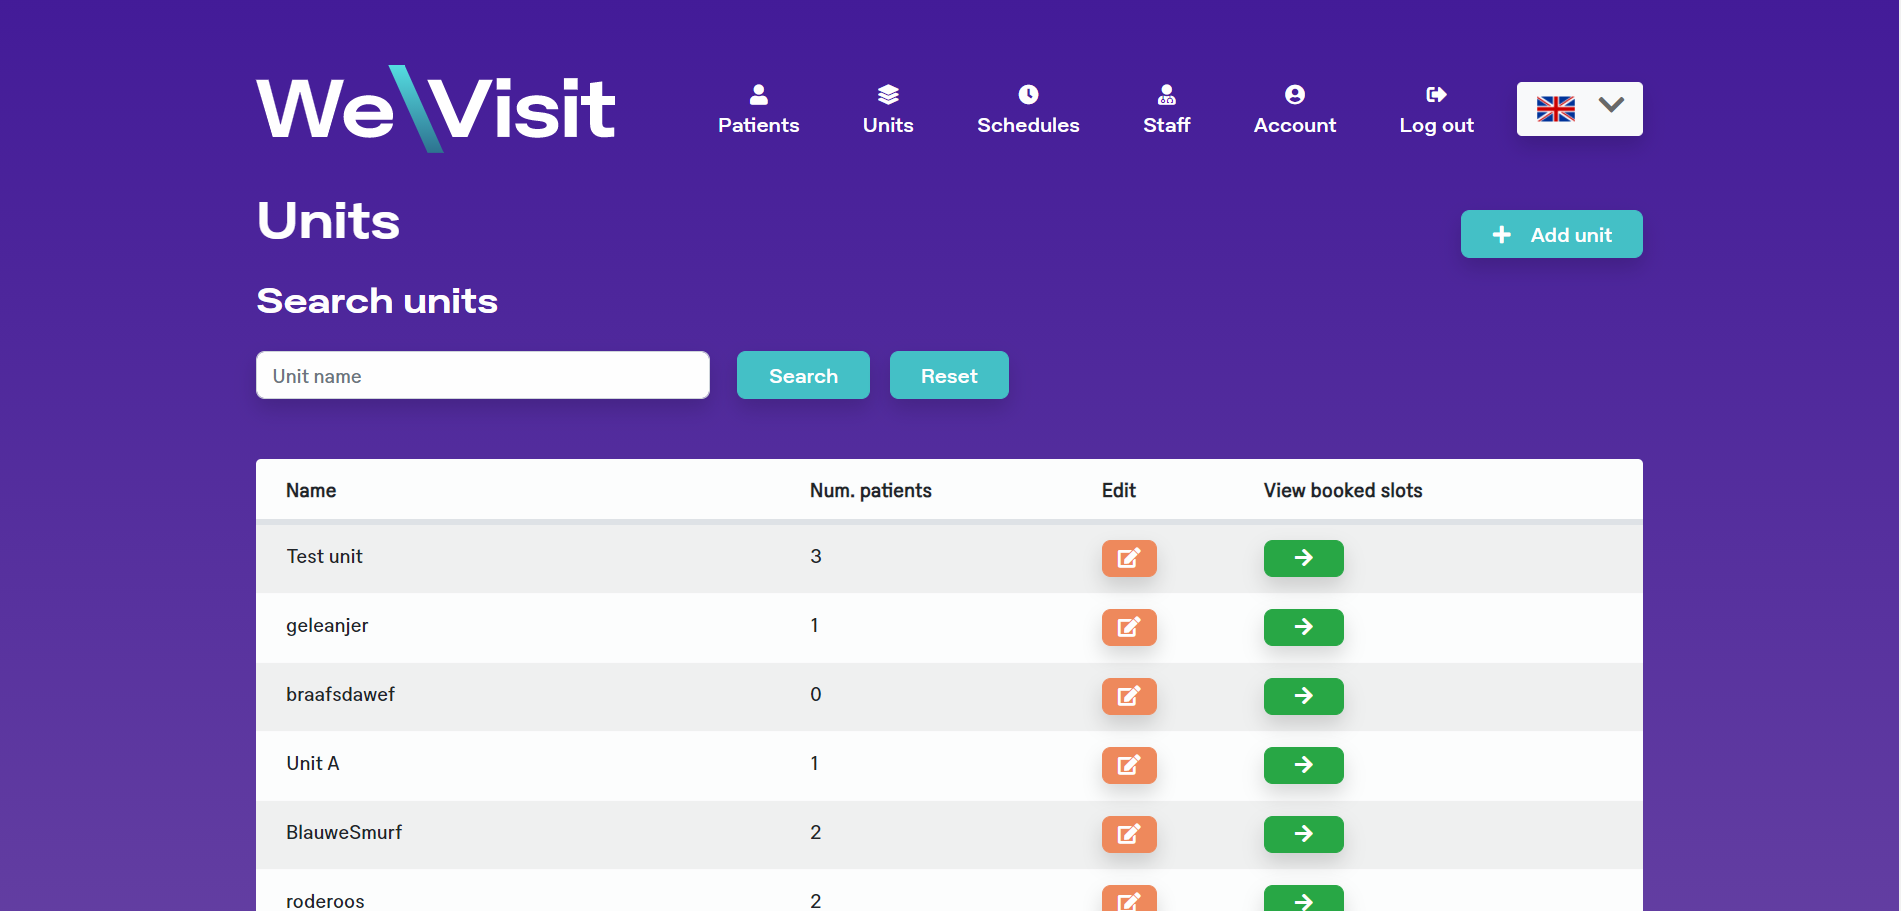 We\Visit
Patients Units Schedules Staff Account Log out
Units
Add unit
Search units
Unit name Search Reset
Name Num. patients Edit View booked slots
Test unit 3
geleanjer 1
braafsdawef 0
Unit A 1
BlauweSmurf 2
roderoos 2